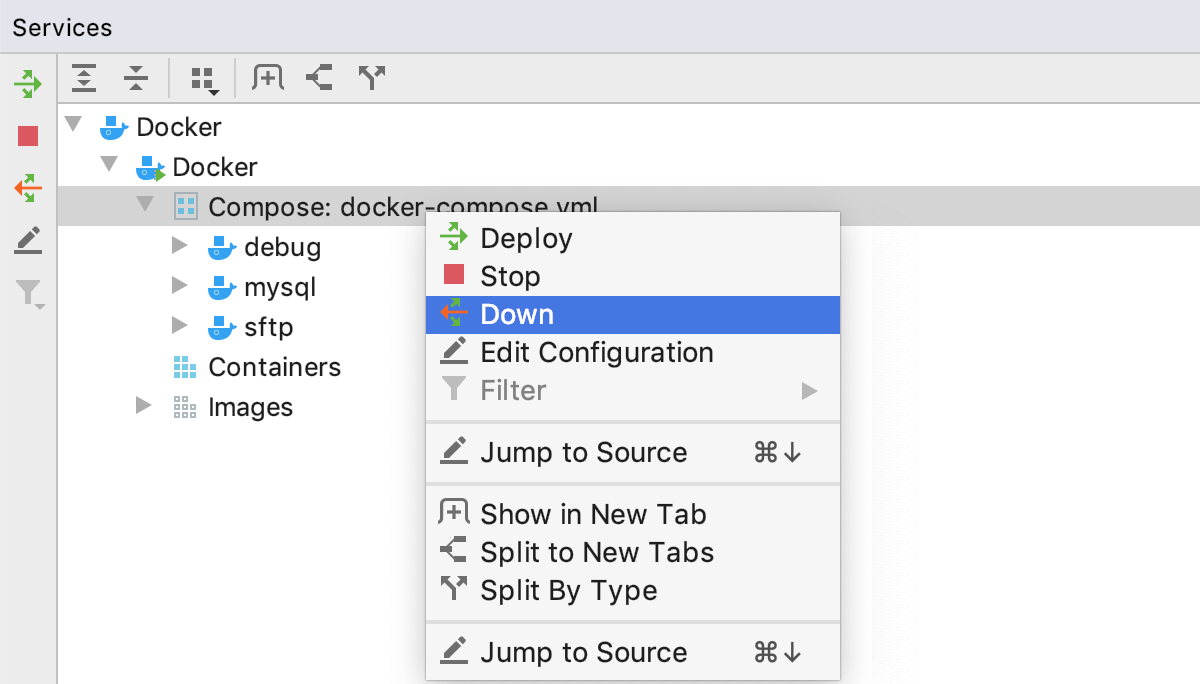 Services
Docker
Docker
Compose: docker-compose.yml
debug
mysql
sftp
Containers
Images
Deploy
Stop
Down
Edit Configuration
Filter
Jump to Source ⌘↓
Show in New Tab
Split to New Tabs
Split By Type
Jump to Source ⌘↓